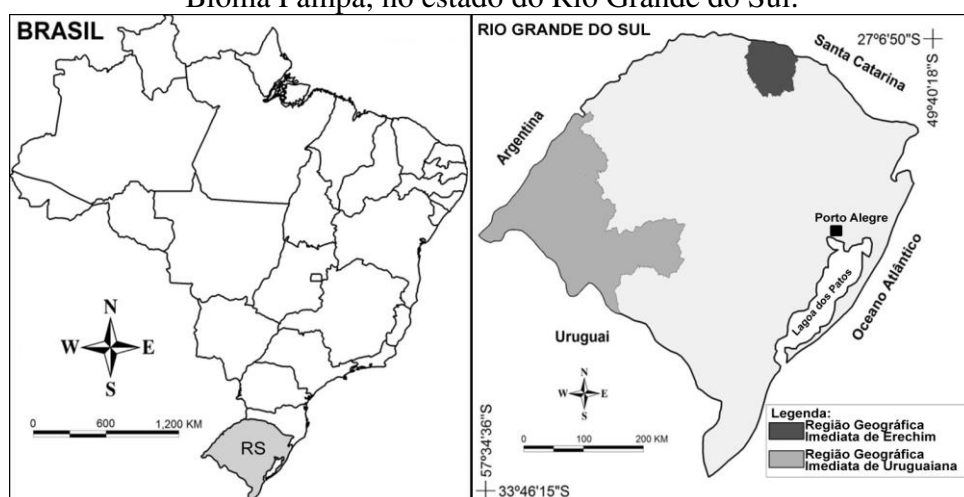 Bioma Pampa, no estado do Rio Grande do Sul.
BRASIL
N
W E
S
0 600 1,200 KM
RS
RIO GRANDE DO SUL
27º6'50"S
49º40'18"S
Santa Catarina
Argentina
Porto Alegre
Lagoa dos Patos
Oceano Atlântico
Uruguai
N
W E
S
0 100 200 KM
57º34'36"S
33º46'15"S
Legenda:
Região Geográfica
Imediata de Erechim
Região Geográfica
Imediata de Uruguaiana